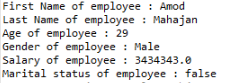 First Name of employee : Amod
Last Name of employee : Mahajan
Age of employee : 29
Gender of employee : Male
Salary of employee : 3434343.0
Marital status of employee : false